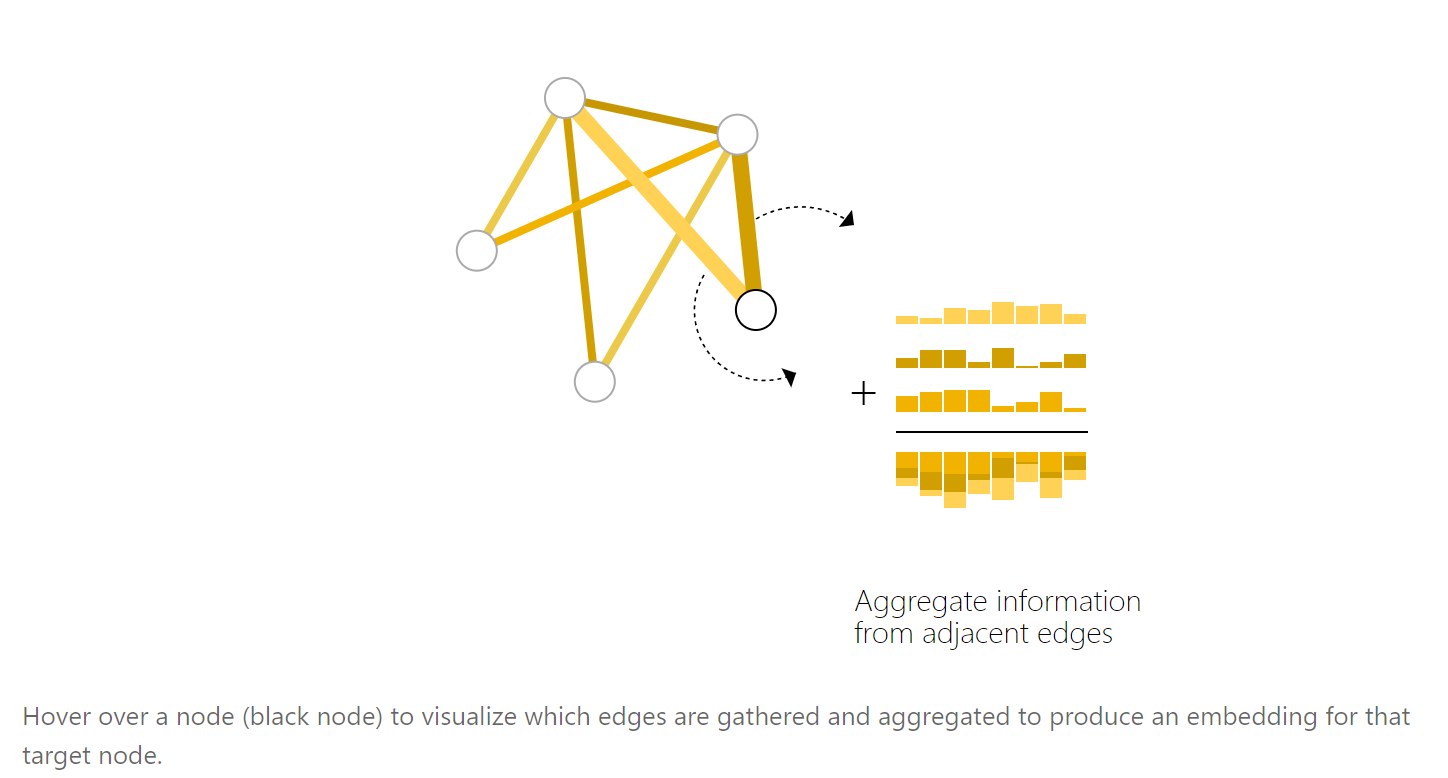 +
Aggregate information
from adjacent edges
Hover over a node (black node) to visualize which edges are gathered and aggregated to produce an embedding for that
target node.